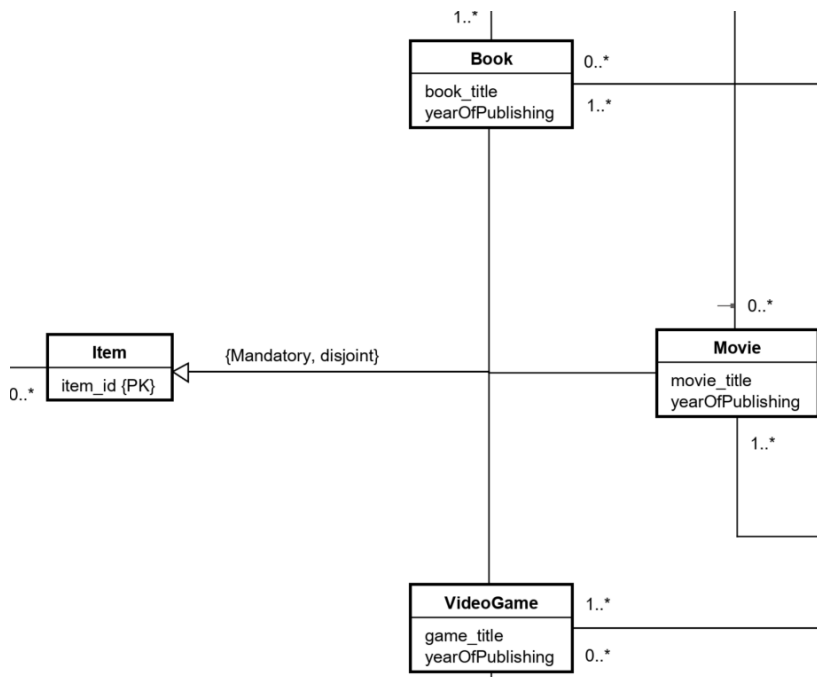 1..*
Book
0..*
book_title
yearOfPublishing
1..*
0..*
Item
{Mandatory, disjoint}
Movie
item_id {PK}
movie_title
yearOfPublishing
0..*
1..*
VideoGame
1..*
game_title
yearOfPublishing
0..*